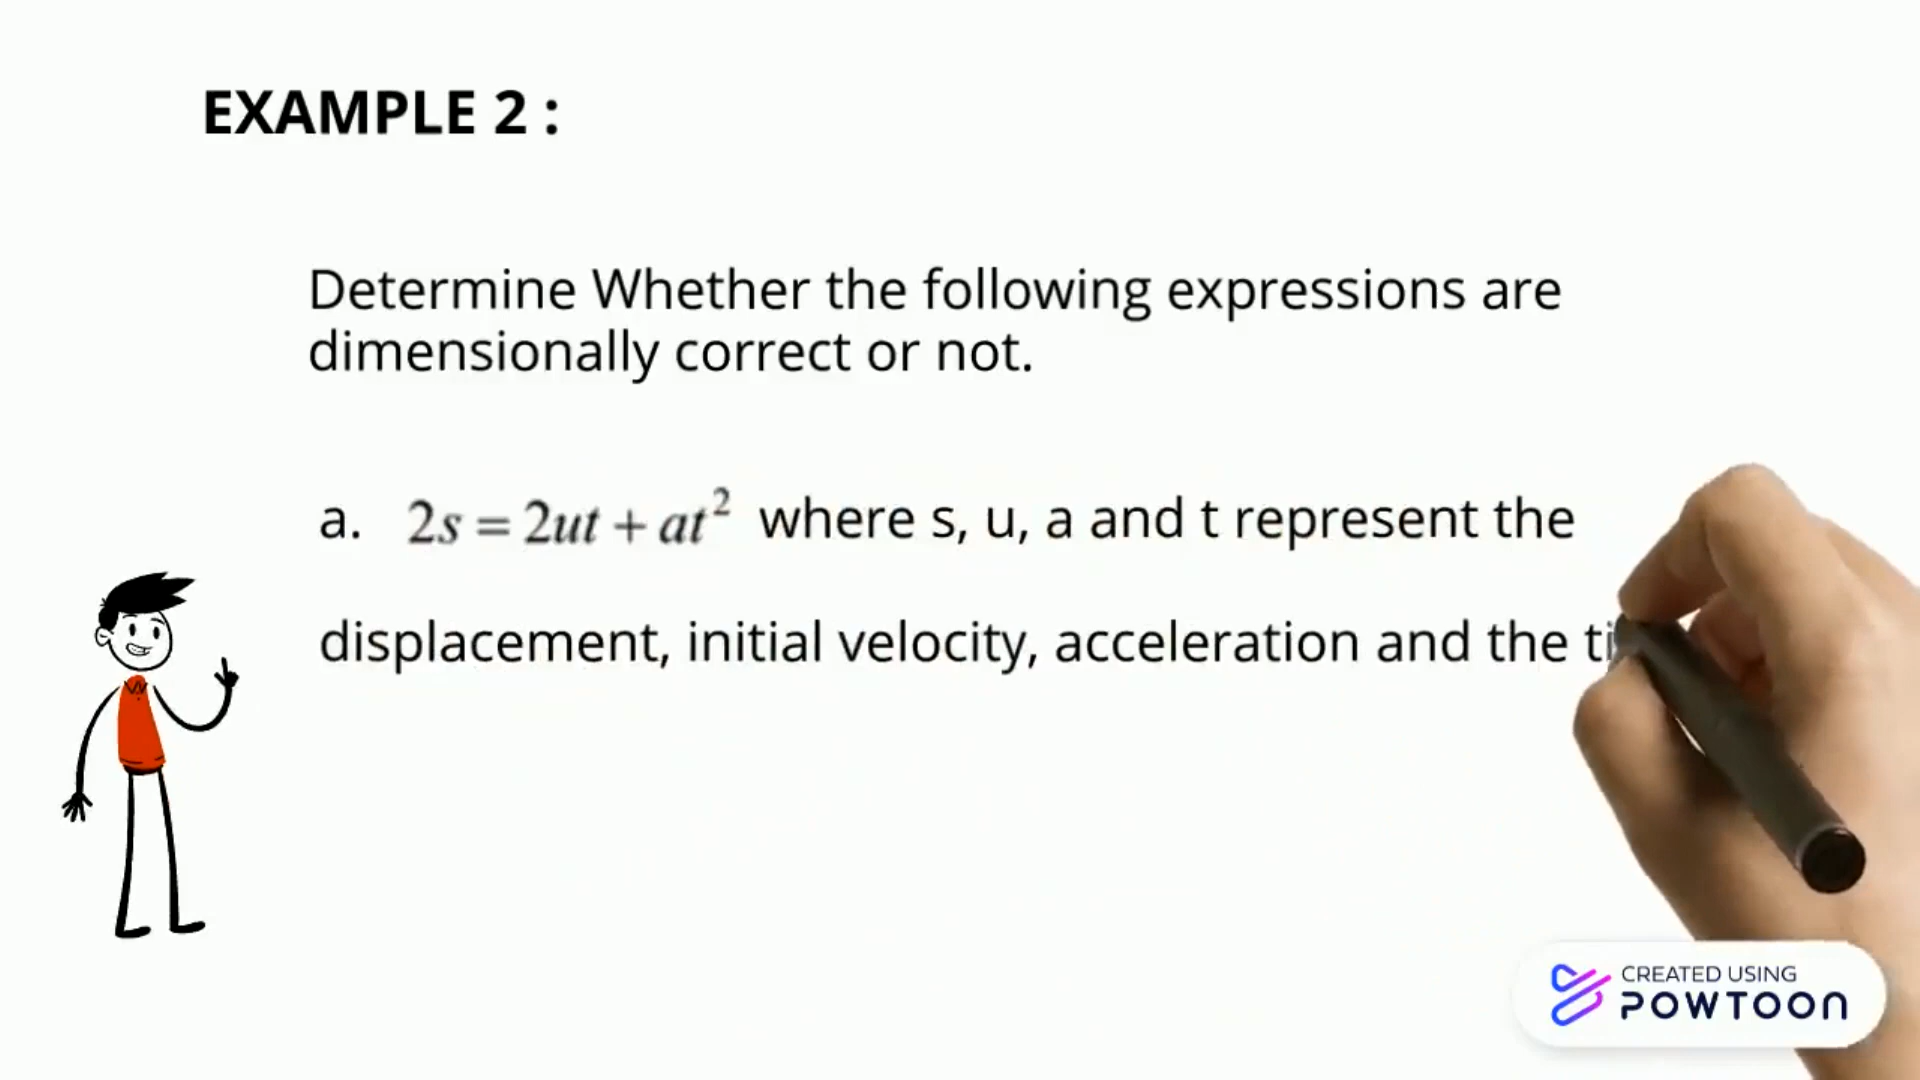 EXAMPLE 2 :
Determine Whether the following expressions are
dimensionally correct or not.
a. 2s = 2ut + at² where s, u, a and t represent the
displacement, initial velocity, acceleration and the ti
CREATED USING
POWTOON